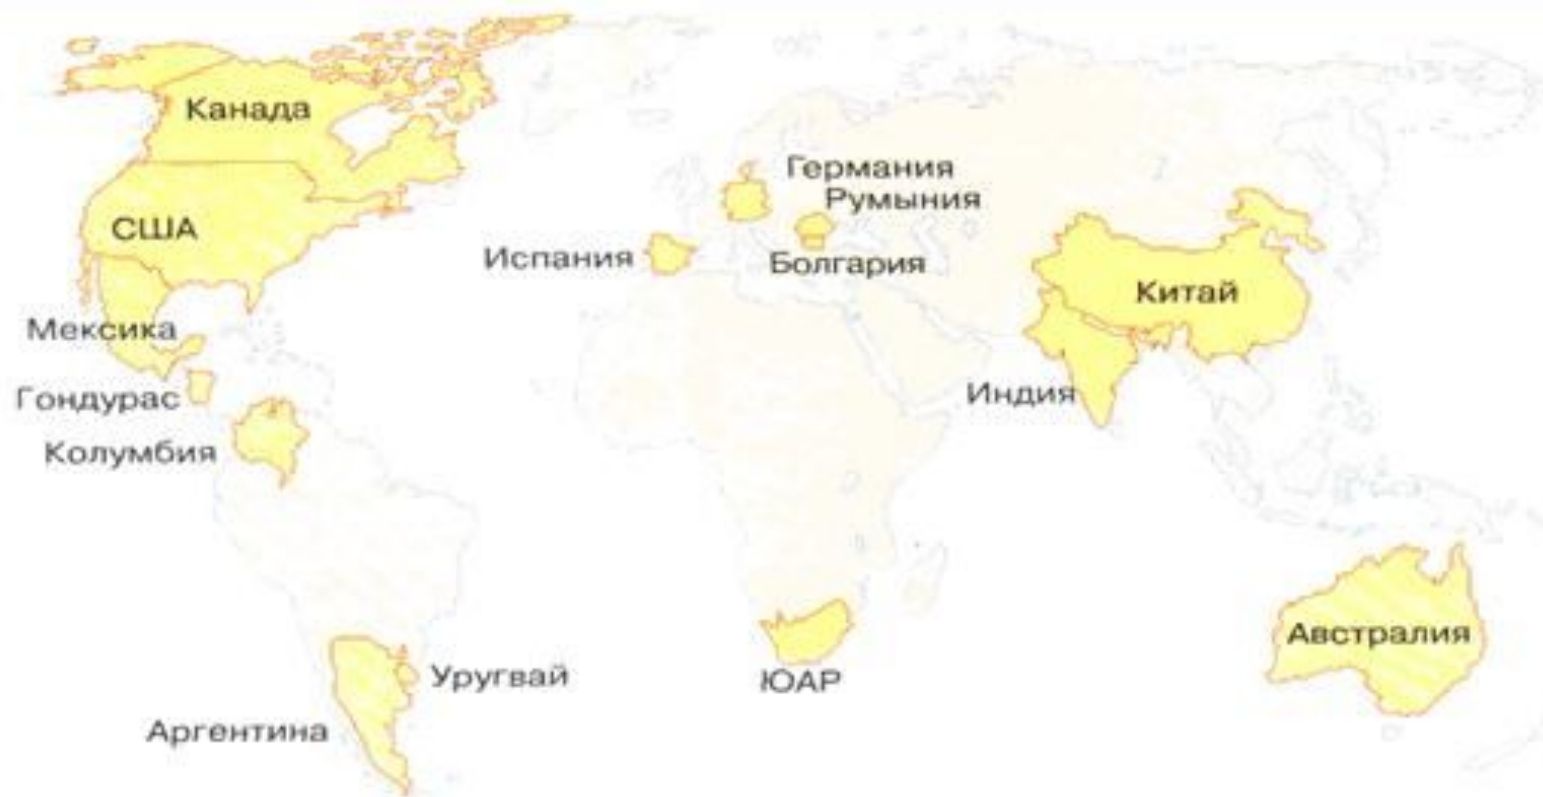 Канада
Германия
Румыния
США
Испания
Болгария
Китай
Мексика
Индия
Гондурас
Колумбия
Австралия
Уругвай
ЮАР
Аргентина